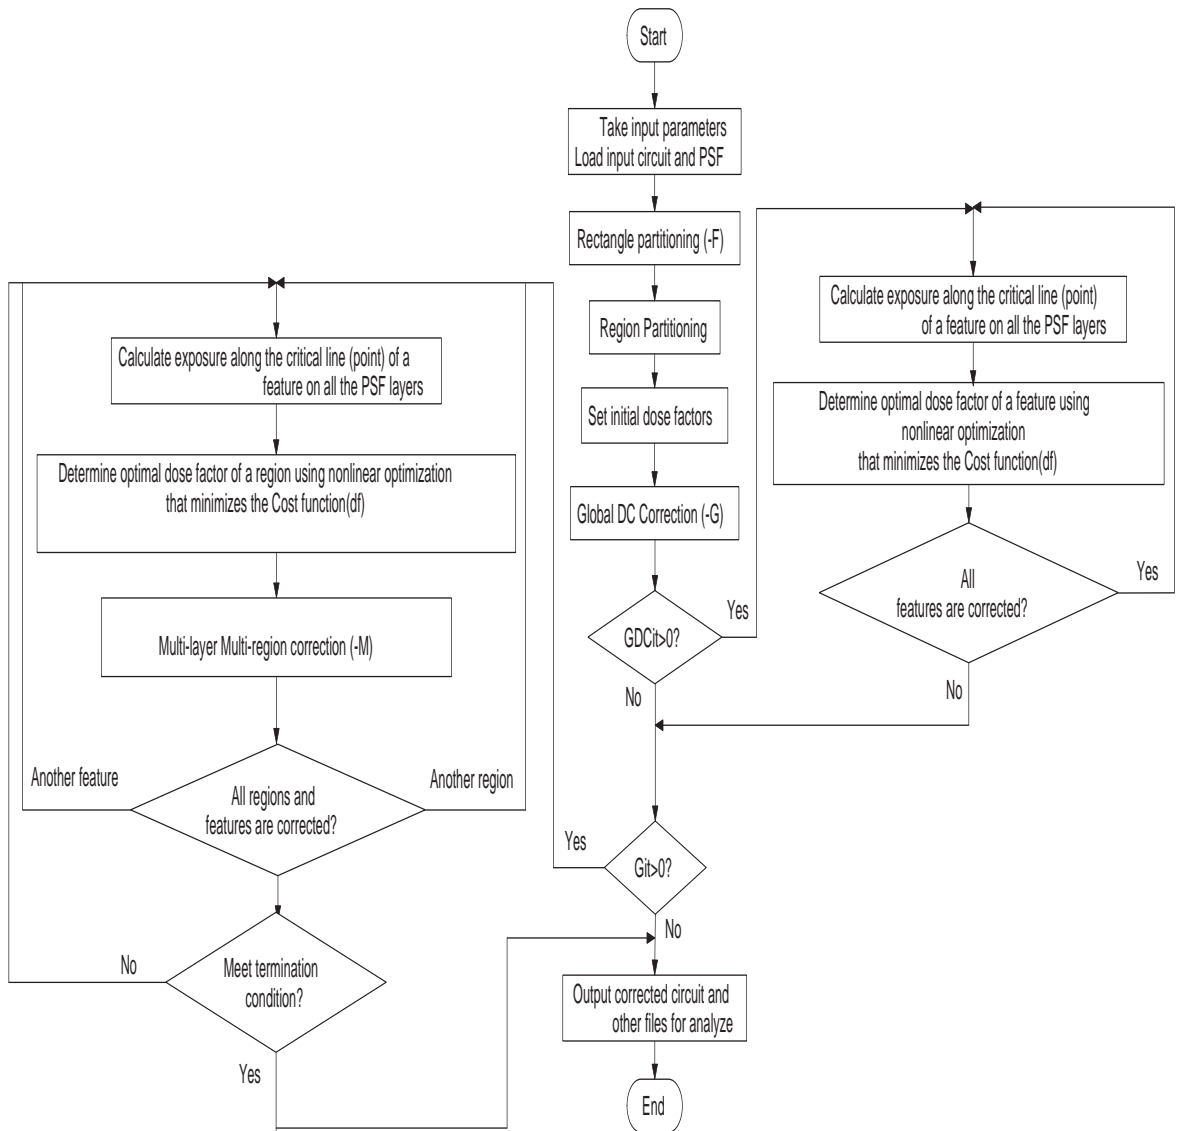 Start
Take input parameters
Load input circuit and PSF
Rectangle partitioning (-F)
Region Partitioning
Set initial dose factors
Global DC Correction (-G)
GDCit>0?
Yes
No
Calculate exposure along the critical line (point)
of a feature on all the PSF layers
Determine optimal dose factor of a feature using
nonlinear optimization
that minimizes the Cost function(df)
All
features are corrected?
Yes
No
Git>0?
Yes
No
Calculate exposure along the critical line (point) of a
feature on all the PSF layers
Determine optimal dose factor of a region using nonlinear optimization
that minimizes the Cost function(df)
Multi-layer Multi-region correction (-M)
All regions and
features are corrected?
Another feature
Another region
Meet termination
condition?
No
Yes
Output corrected circuit and
other files for analyze
End